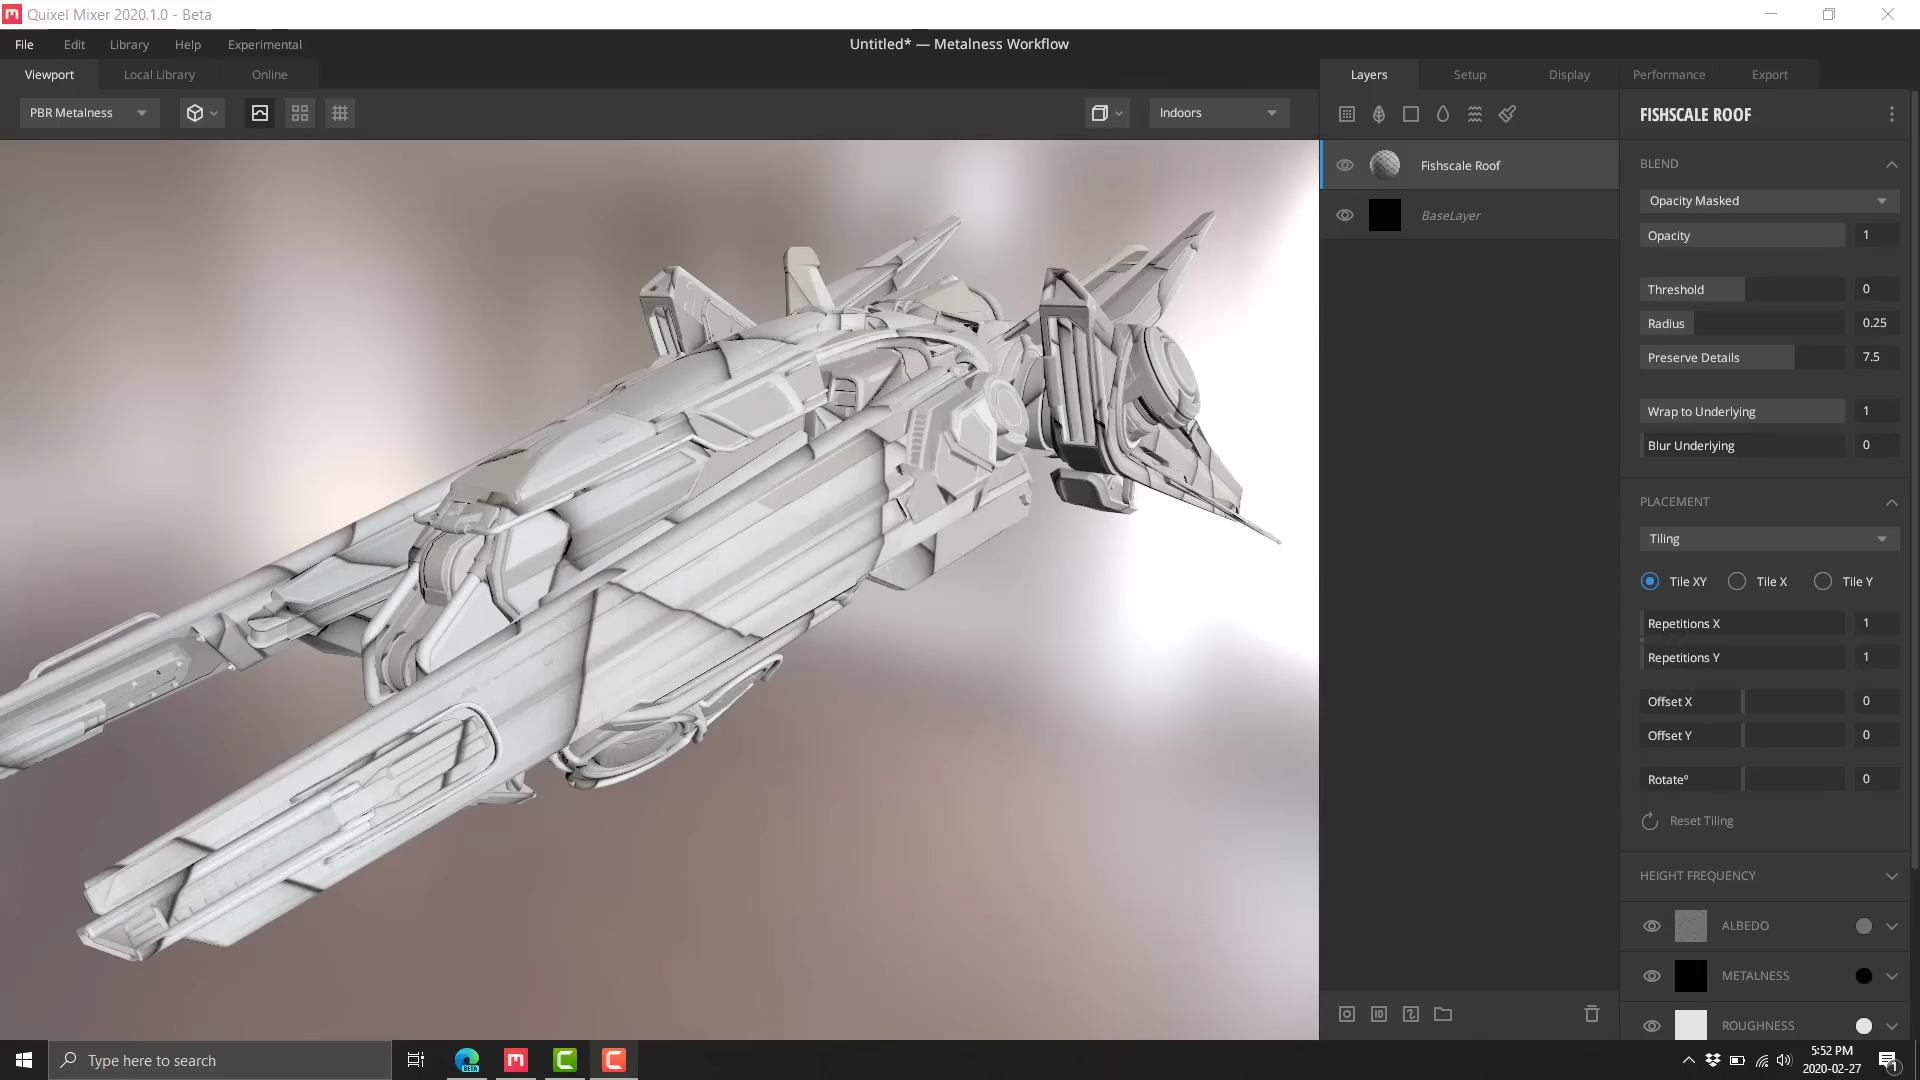 Quixel Mixer 2020.1.0 - Beta
File Edit Library Help Experimental
Untitled* — Metalness Workflow
Viewport Local Library Online
Layers Setup Display Performance Export
PBR Metalness
Indoors
FISHSCALE ROOF
BLEND
Fishscale Roof
BaseLayer
Opacity Masked
Opacity 1
Threshold 0
Radius 0.25
Preserve Details 7.5
Wrap to Underlying 1
Blur Underlying 0
PLACEMENT
Tiling
Tile XY Tile X Tile Y
Repetitions X 1
Repetitions Y 1
Offset X 0
Offset Y 0
Rotateº 0
Reset Tiling
HEIGHT FREQUENCY
ALBEDO
METALNESS
ROUGHNESS
Type here to search
BETA
5:52 PM
2020-02-27
1